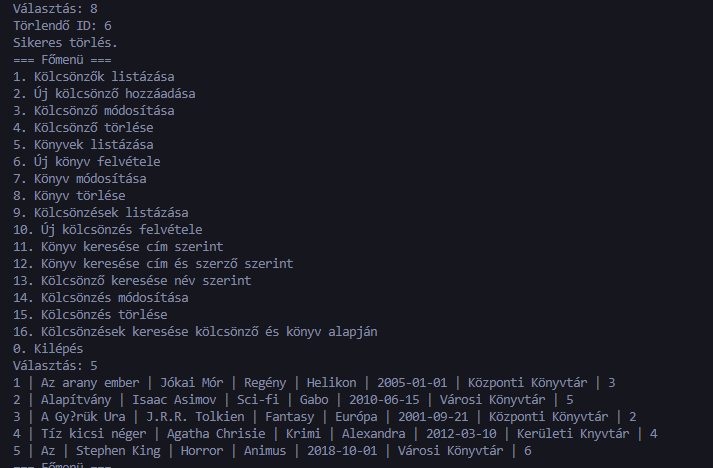 Választás: 8
Törlendő ID: 6
Sikeres törlés.
=== Főmenü ===
1. Kölcsönzők listázása
2. Új kölcsönző hozzáadása
3. Kölcsönző módosítása
4. Kölcsönző törlése
5. Könyvek listázása
6. Új könyv felvétele
7. Könyv módosítása
8. Könyv törlése
9. Kölcsönzések listázása
10. Új kölcsönzés felvétele
11. Könyv keresése cím szerint
12. Könyv keresése cím és szerző szerint
13. Kölcsönző keresése név szerint
14. Kölcsönzés módosítása
15. Kölcsönzés törlése
16. Kölcsönzések keresése kölcsönző és könyv alapján
0. Kilépés
Választás: 5
1 | Az arany ember | Jókai Mór | Regény | Helikon | 2005-01-01 | Központi Könyvtár | 3
2 | Alapítvány | Isaac Asimov | Sci-fi | Gabo | 2010-06-15 | Városi Könyvtár | 5
3 | A Gy?rük Ura | J.R.R. Tolkien | Fantasy | Európa | 2001-09-21 | Központi Könyvtár | 2
4 | Tíz kicsi néger | Agatha Chrisie | Krimi | Alexandra | 2012-03-10 | Kerületi Knyvtár | 4
5 | Az | Stephen King | Horror | Animus | 2018-10-01 | Városi Könyvtár | 6
=== Főmenü ===